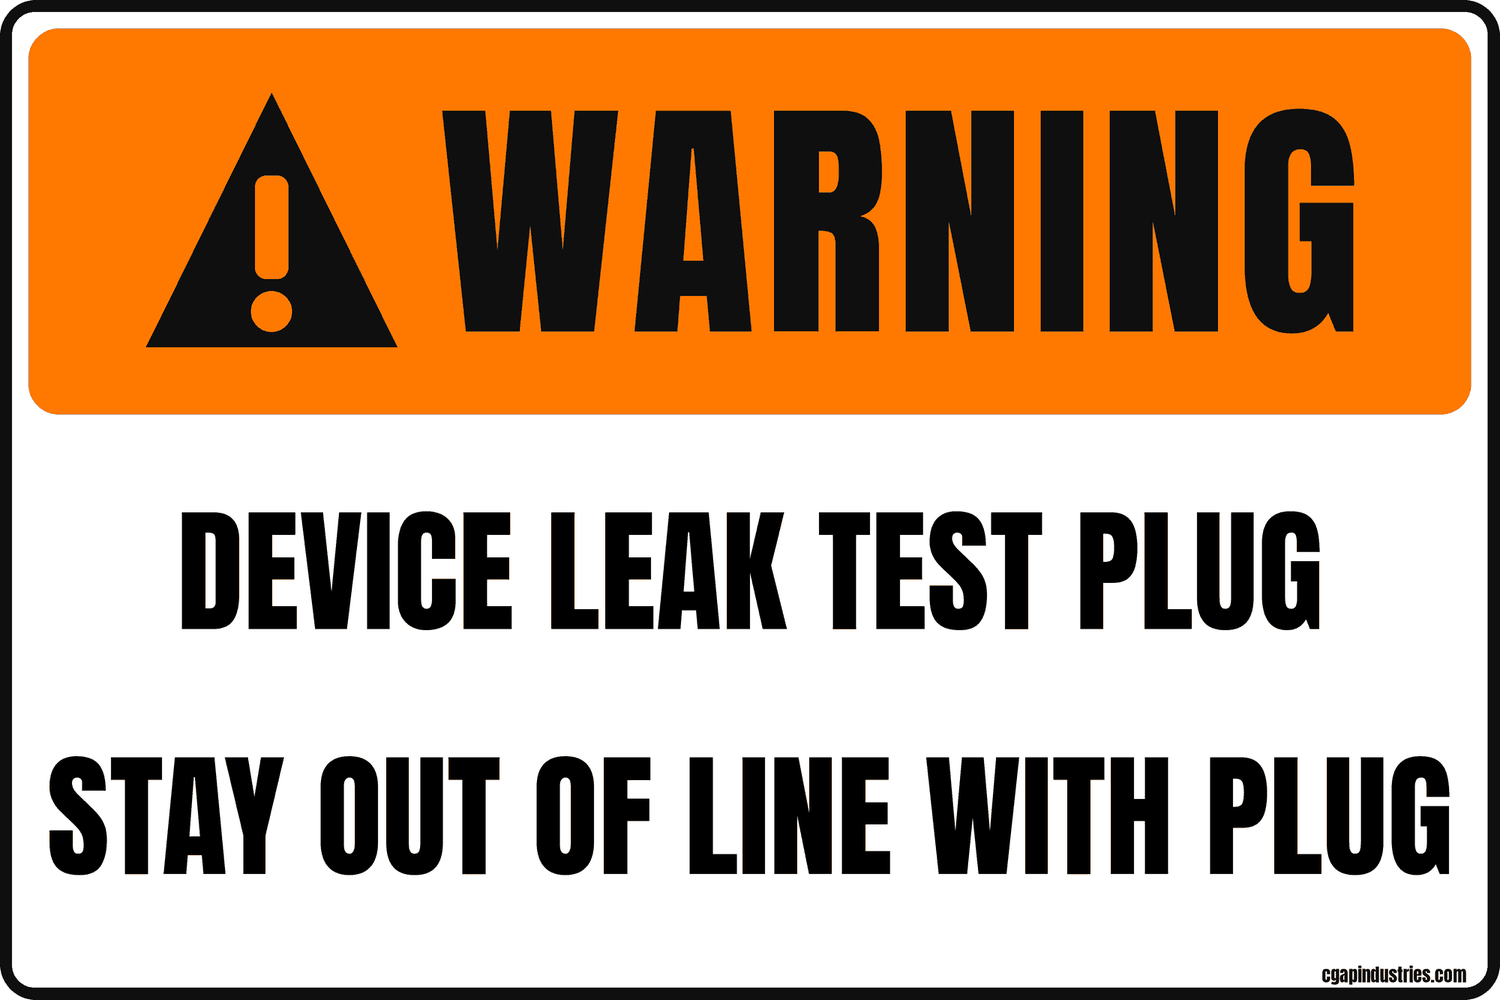 WARNING
DEVICE LEAK TEST PLUG
STAY OUT OF LINE WITH PLUG
cgapindustries.com